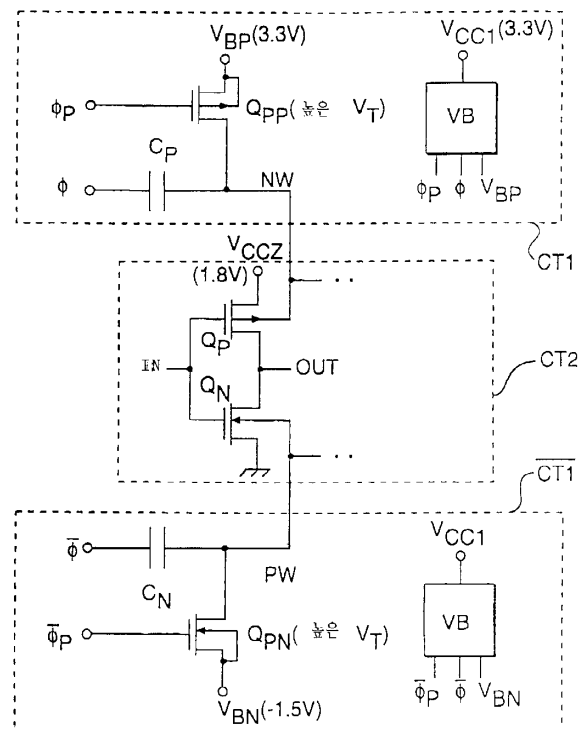 V_BP(3.3V)
V_CC1(3.3V)
ϕ_P
Q_PP(높은 V_T)
VB
C_P
ϕ
NW
ϕ_P ϕ V_BP
CT1
V_CCZ
(1.8V)
Q_P
IN
OUT
Q_N
CT2
C̅T̅1̅
ϕ̅
V_CC1
C_N
PW
VB
ϕ̅_P
Q_PN(높은 V_T)
ϕ̅_P ϕ̅ V_BN
V_BN(-1.5V)